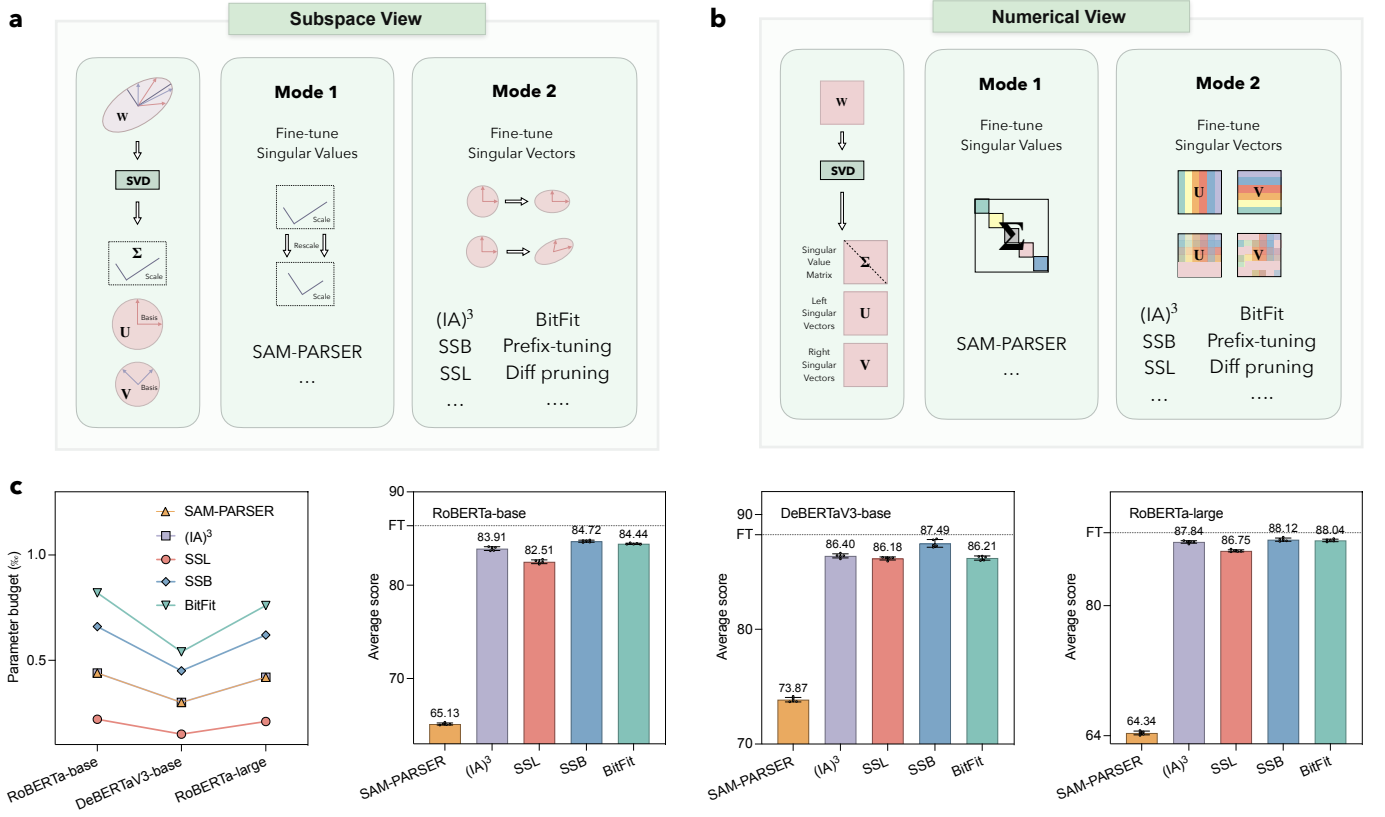 a
Subspace View
W
SVD
Σ
Scale
Basis
U
Basis
V
Mode 1
Fine-tune
Singular Values
Scale
Rescale
Scale
SAM-PARSER
...
Mode 2
Fine-tune
Singular Vectors
(IA)³ BitFit
SSB Prefix-tuning
SSL Diff pruning
... ....
b
Numerical View
W
SVD
Singular
Value
Matrix
Σ
Left
Singular
Vectors
U
Right
Singular
Vectors
V
Mode 1
Fine-tune
Singular Values
Σ
SAM-PARSER
...
Mode 2
Fine-tune
Singular Vectors
U V
U V
(IA)³ BitFit
SSB Prefix-tuning
SSL Diff pruning
... ....
c
Parameter budget (‰)
1.0
0.5
SAM-PARSER
(IA)³
SSL
SSB
BitFit
RoBERTa-base
DeBERTaV3-base
RoBERTa-large
Average score
90
FT
80
70
RoBERTa-base
65.13
83.91
82.51
84.72
84.44
SAM-PARSER
(IA)³
SSL
SSB
BitFit
Average score
90
FT
80
70
DeBERTaV3-base
73.87
86.40
86.18
87.49
86.21
SAM-PARSER
(IA)³
SSL
SSB
BitFit
Average score
FT
80
64
RoBERTa-large
64.34
87.84
86.75
88.12
88.04
SAM-PARSER
(IA)³
SSL
SSB
BitFit